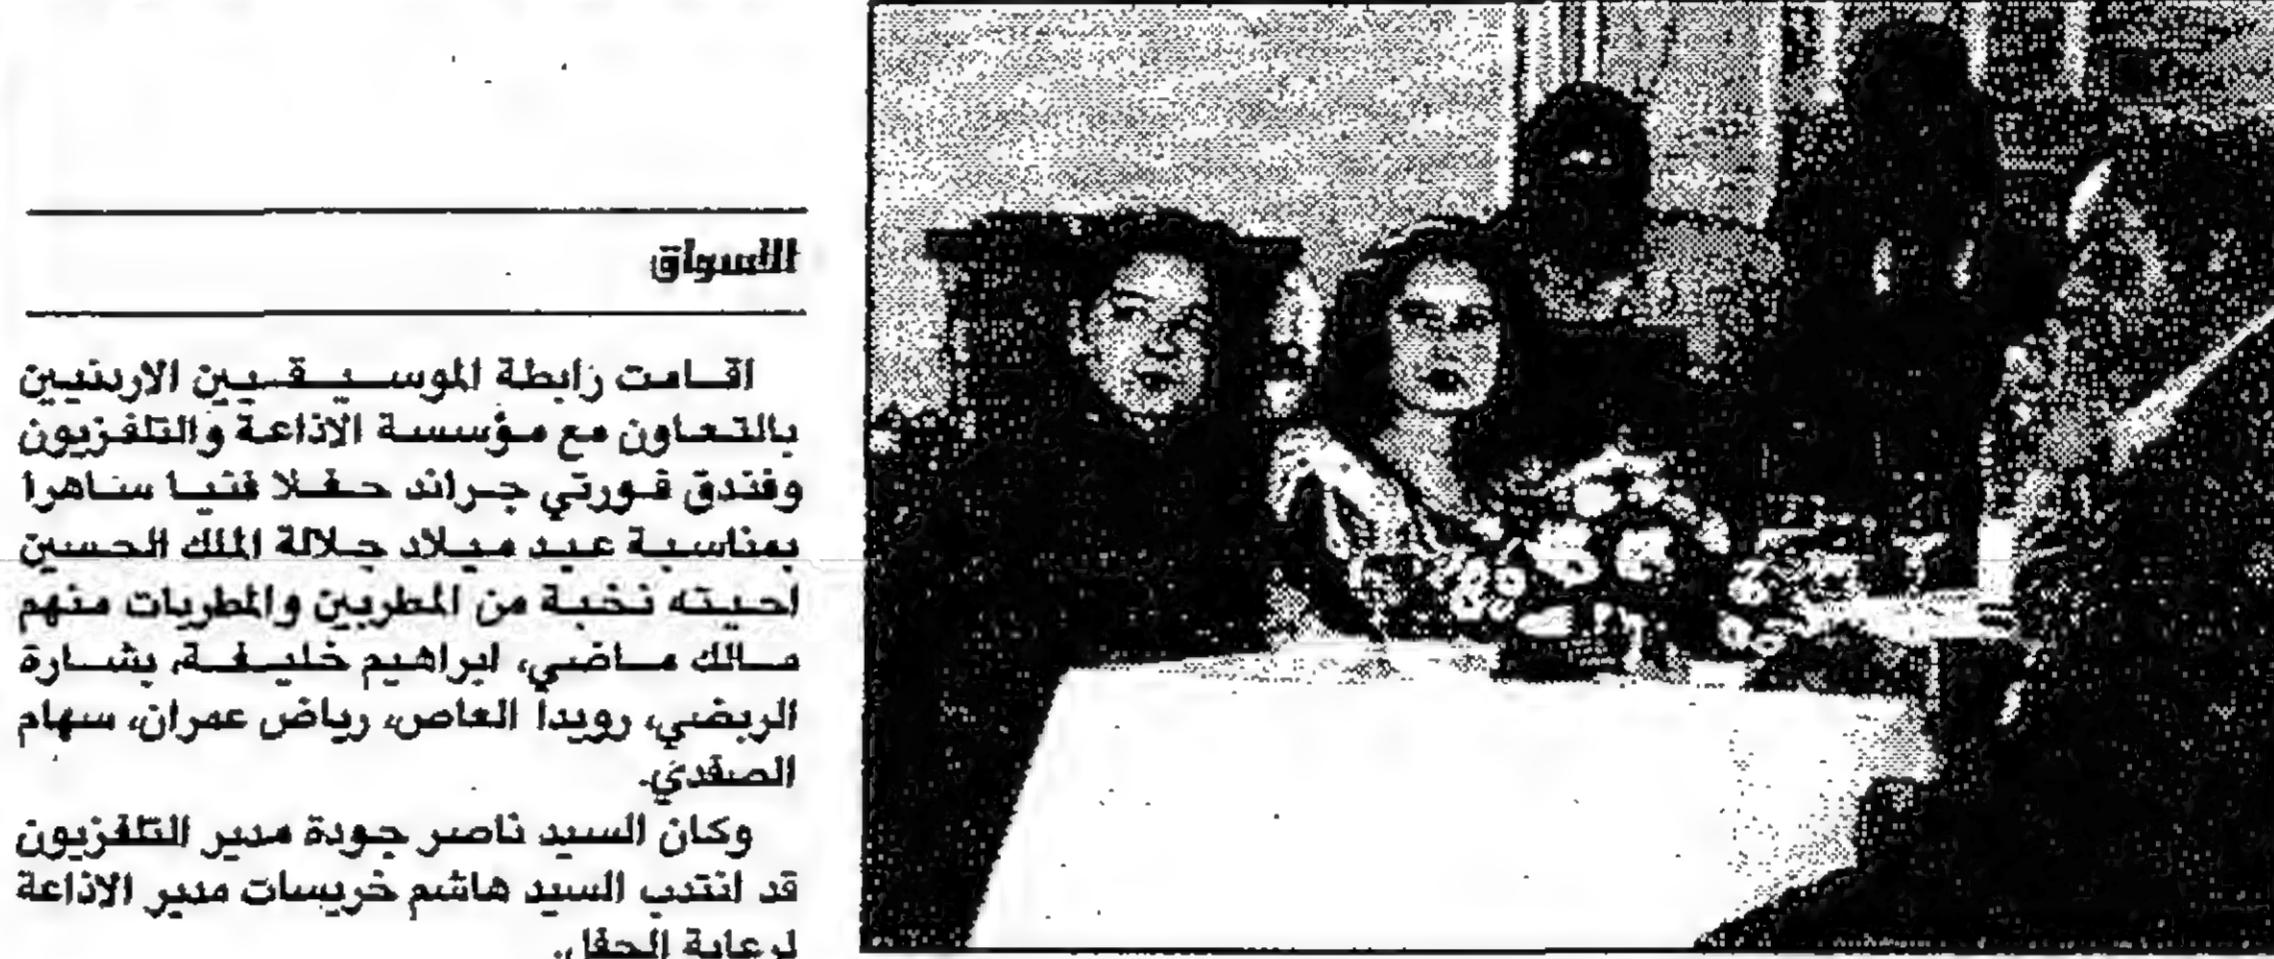 الاسواق
اقامت رابطة الموسيقيين الاردنيين
بالتعاون مع مؤسسة الاذاعة والتلفزيون
وفندق فورتي جراند حفلا فنيا ساهرا
بمناسبة عيد ميلاد جلالة الملك الحسين
احيته نخبة من المطربين والمطربات منهم
مالك ماضي، ابراهيم خليفة، بشارة
الربضي، رويدا العاص، رياض عمران، سهام
الصفدي.
وكان السيد ناصر جودة مدير التلفزيون
قد انتدب السيد هاشم خريسات مدير الاذاعة
لرعاية الحفل.